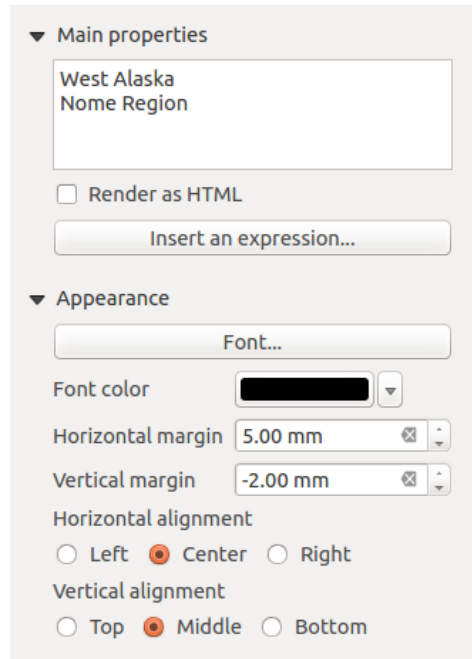 Main properties
West Alaska
Nome Region
Render as HTML
Insert an expression...
Appearance
Font...
Font color
Horizontal margin 5.00 mm
Vertical margin -2.00 mm
Horizontal alignment
Left Center Right
Vertical alignment
Top Middle Bottom